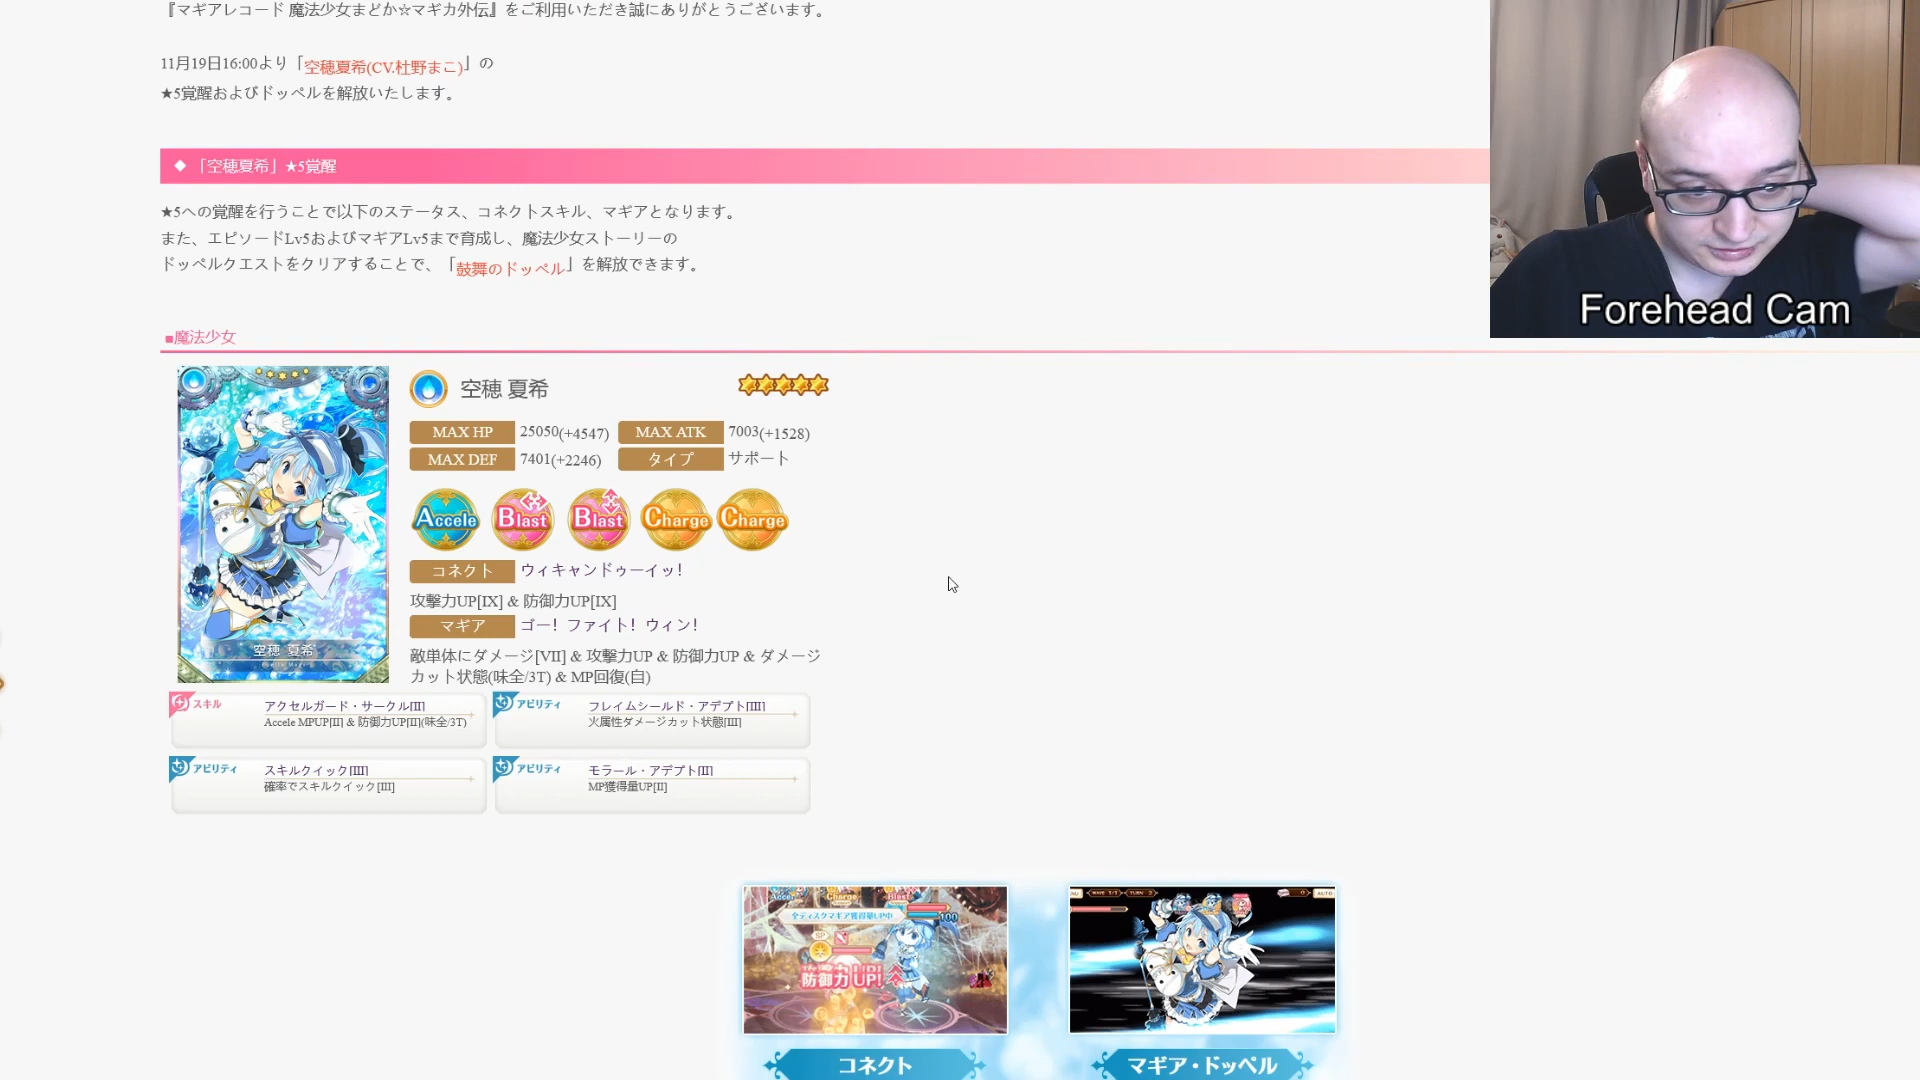 『マギアレコード 魔法少女まどか☆マギカ外伝』をご利用いただき誠にありがとうございます。
11月19日16:00より「空穂夏希(CV.杜野まこ)」の
★5覚醒およびドッペルを解放いたします。
◆ 「空穂夏希」★5覚醒
★5への覚醒を行うことで以下のステータス、コネクトスキル、マギアとなります。
また、エピソードLv5およびマギアLv5まで育成し、魔法少女ストーリーの
ドッペルクエストをクリアすることで、「鼓舞のドッペル」を解放できます。
Forehead Cam
■魔法少女
空穂 夏希
MAX HP 25050(+4547) MAX ATK 7003(+1528)
MAX DEF 7401(+2246) タイプ サポート
Accele Blast Blast Charge Charge
コネクト ウィキャンドゥーイッ!
攻撃力UP[IX] & 防御力UP[IX]
マギア ゴー! ファイト! ウィン!
敵単体にダメージ[VII] & 攻撃力UP & 防御力UP & ダメージ
カット状態(味全/3T) & MP回復(自)
空穂 夏希
スキル アクセルガード・サークル[II]
Accele MPUP[II] & 防御力UP[II](味全/3T)
アビリティ フレイムシールド・アデプト[III]
火属性ダメージカット状態[III]
アビリティ スキルクイック[III]
確率でスキルクイック[III]
アビリティ モラール・アデプト[II]
MP獲得量UP[II]
Accele Charge Blast
全ディスクマギア獲得量UP中
100
防御力UP!
AUTO
コネクト
マギア・ドッペル